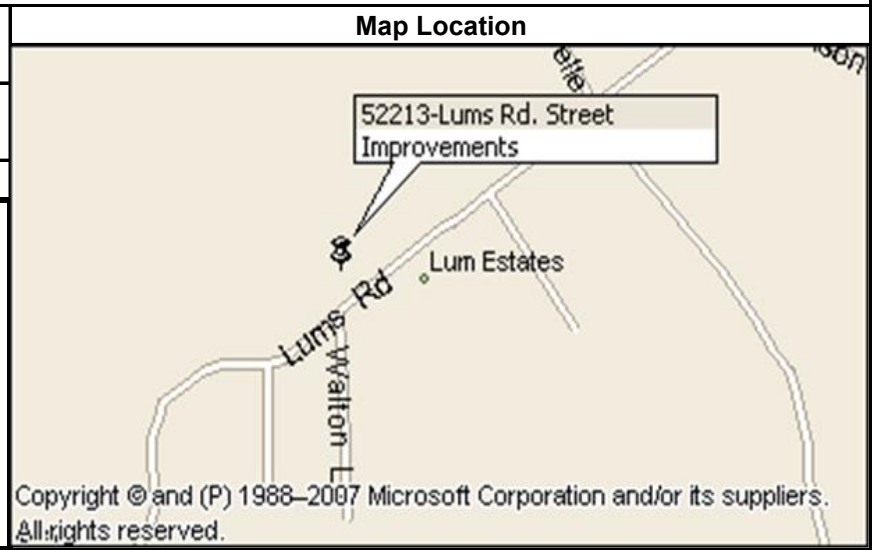 Map Location
52213-Lums Rd. Street
Improvements
Lum Estates
Lums Rd
Walton L
Copyright © and (P) 1988–2007 Microsoft Corporation and/or its suppliers.
All rights reserved.